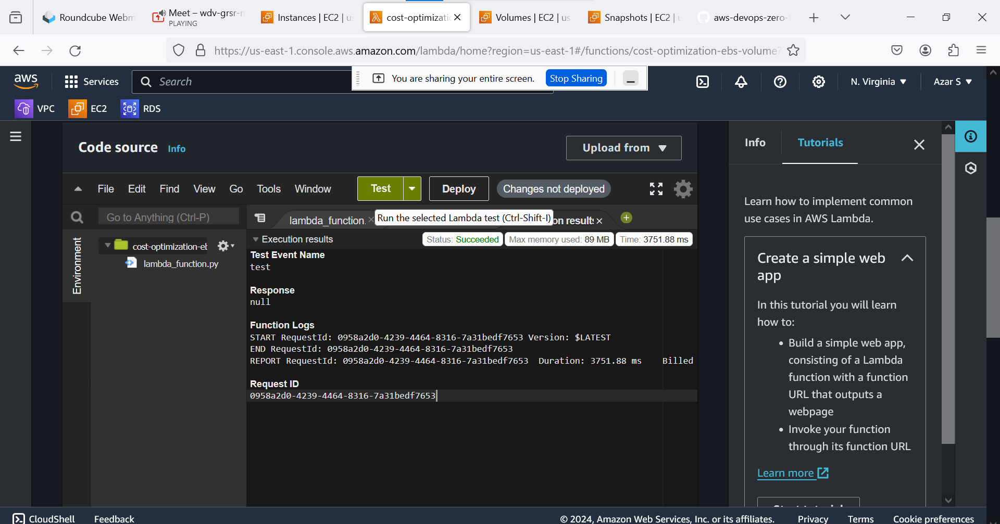 Roundcube Webm
Meet – wdv-grsr-n
PLAYING
Instances | EC2 | us
cost-optimizatio
Volumes | EC2 | us
Snapshots | EC2 | u
aws-devops-zero-t
https://us-east-1.console.aws.amazon.com/lambda/home?region=us-east-1#/functions/cost-optimization-ebs-volume?
aws
Services
Search
You are sharing your entire screen.
Stop Sharing
N. Virginia
Azar S
VPC
EC2
RDS
Code source
Info
Upload from
File Edit Find View Go Tools Window
Test
Deploy
Changes not deployed
Go to Anything (Ctrl-P)
lambda_function.
Run the selected Lambda test (Ctrl-Shift-I)
on results
Environment
cost-optimization-eb
lambda_function.py
Execution results
Status: Succeeded
Max memory used: 89 MB
Time: 3751.88 ms
Test Event Name
test
Response
null
Function Logs
START RequestId: 0958a2d0-4239-4464-8316-7a31bedf7653 Version: $LATEST
END RequestId: 0958a2d0-4239-4464-8316-7a31bedf7653
REPORT RequestId: 0958a2d0-4239-4464-8316-7a31bedf7653 Duration: 3751.88 ms Billed
Request ID
0958a2d0-4239-4464-8316-7a31bedf7653
Info
Tutorials
Learn how to implement common
use cases in AWS Lambda.
Create a simple web
app
In this tutorial you will learn
how to:
• Build a simple web app,
consisting of a Lambda
function with a function
URL that outputs a
webpage
• Invoke your function
through its function URL
Learn more
CloudShell
Feedback
© 2024, Amazon Web Services, Inc. or its affiliates.
Privacy
Terms
Cookie preferences